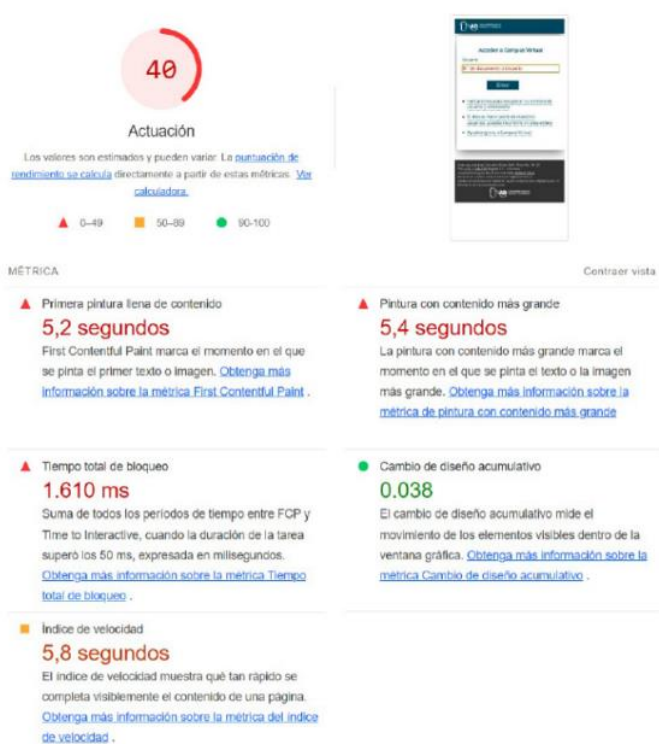 40
Actuación
Los valores son estimados y pueden variar. La puntuación de
rendimiento se calcula directamente a partir de estas métricas. Ver
calculadora.
0–49
50–89
90-100
Acceder a Campus Virtual
MÉTRICA
Contraer vista
Primera pintura llena de contenido
5,2 segundos
First Contentful Paint marca el momento en el que
se pinta el primer texto o imagen. Obtenga más
información sobre la métrica First Contentful Paint .
Pintura con contenido más grande
5,4 segundos
La pintura con contenido más grande marca el
momento en el que se pinta el texto o la imagen
más grande. Obtenga más información sobre la
métrica de pintura con contenido más grande
Tiempo total de bloqueo
1.610 ms
Suma de todos los períodos de tiempo entre FCP y
Time to Interactive, cuando la duración de la tarea
superó los 50 ms, expresada en milisegundos.
Obtenga más información sobre la métrica Tiempo
total de bloqueo .
Cambio de diseño acumulativo
0.038
El cambio de diseño acumulativo mide el
movimiento de los elementos visibles dentro de la
ventana gráfica. Obtenga más información sobre la
métrica Cambio de diseño acumulativo .
Índice de velocidad
5,8 segundos
El índice de velocidad muestra qué tan rápido se
completa visiblemente el contenido de una página.
Obtenga más información sobre la métrica del índice
de velocidad .